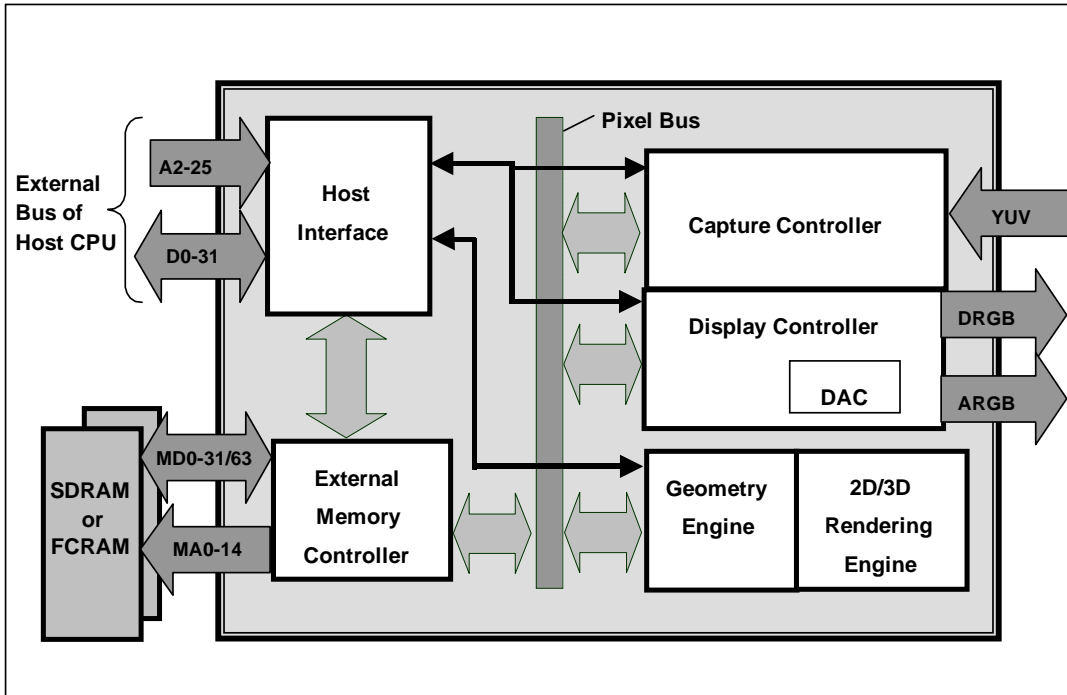 Pixel Bus
External
Bus of
Host CPU
A2-25
D0-31
Host
Interface
Capture Controller
YUV
Display Controller
DAC
DRGB
ARGB
SDRAM
or
FCRAM
MD0-31/63
MA0-14
External
Memory
Controller
Geometry
Engine
2D/3D
Rendering
Engine